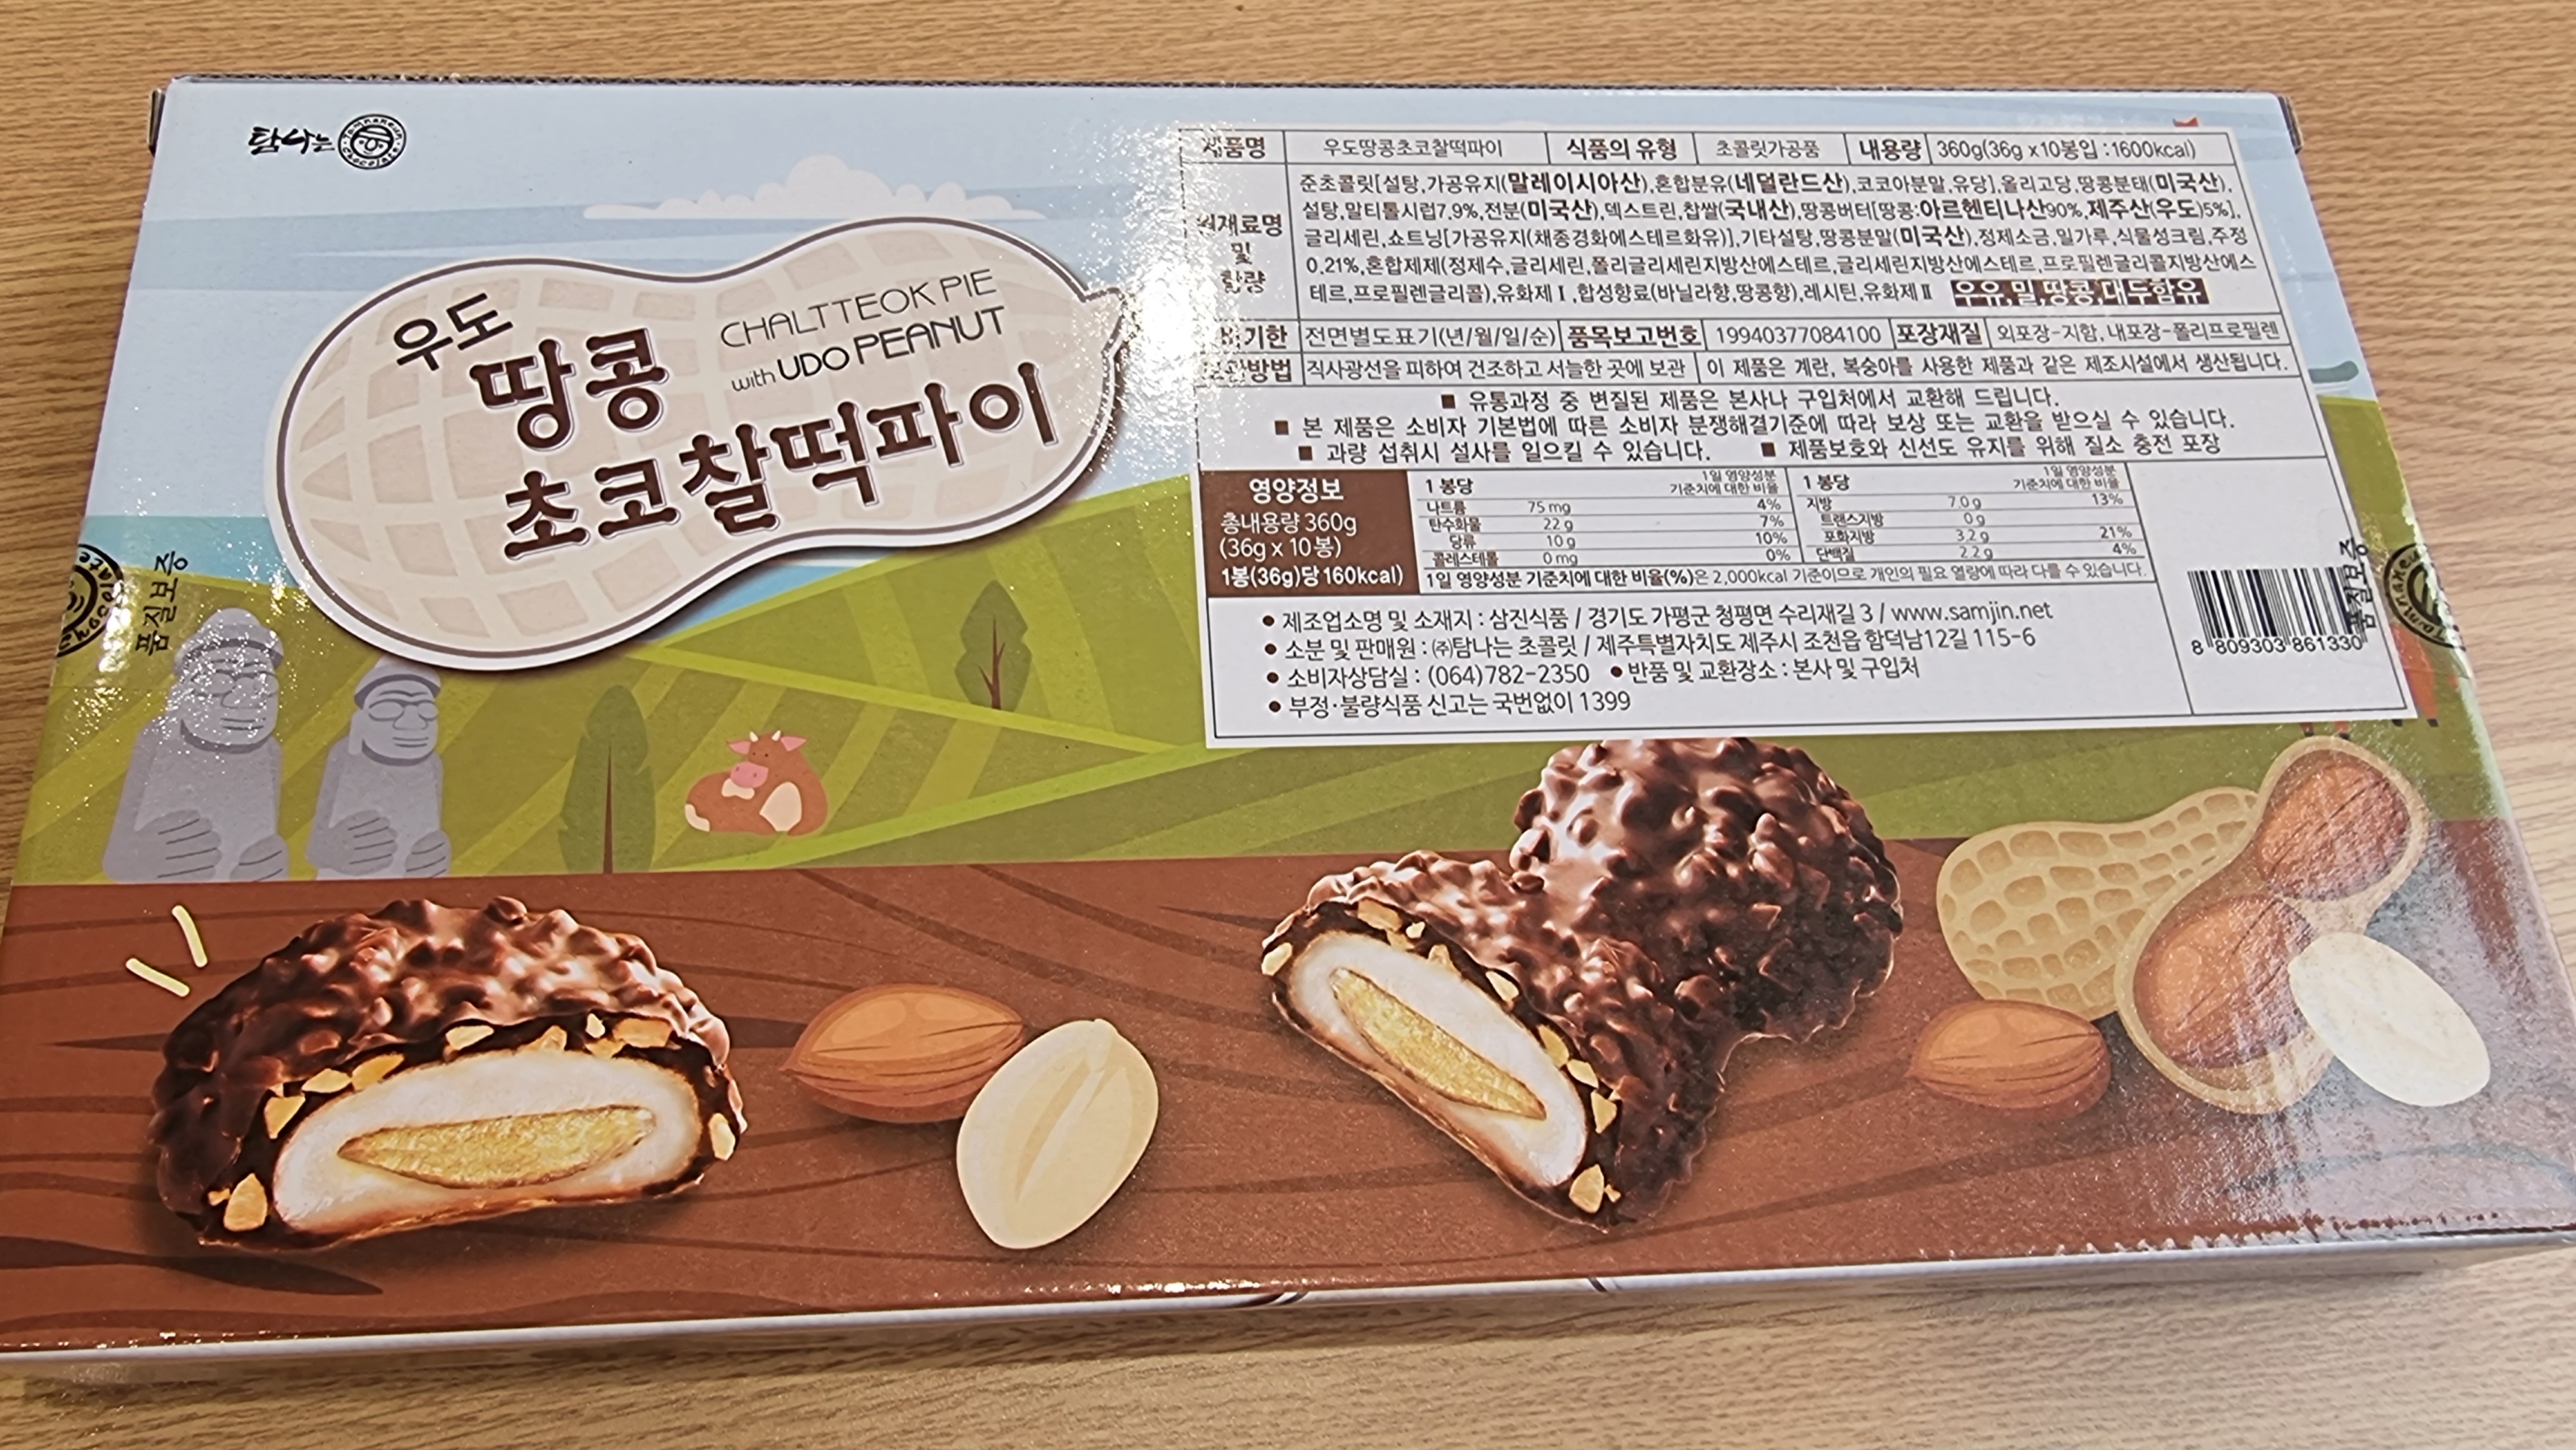 탐나는
TAMNANEUN CHOCOLATE
우도
땅콩
초코찰떡파이
CHALTTEOK PIE
with UDO PEANUT
품질보증
제품명 우도땅콩초코찰떡파이 식품의 유형 초콜릿가공품 내용량 360g(36g x10봉입 :1600kcal)
원재료명 및 함량
준초콜릿[설탕,가공유지(말레이시아산),혼합분유(네덜란드산),코코아분말,유당],올리고당,땅콩분태(미국산),
설탕,말티톨시럽7.9%,전분(미국산),덱스트린,찹쌀(국내산),땅콩버터[땅콩:아르헨티나산90%,제주산(우도)5%],
글리세린,쇼트닝[가공유지(채종경화에스테르화유)],기타설탕,땅콩분말(미국산),정제소금,밀가루,식물성크림,주정
0.21%,혼합제제(정제수,글리세린,폴리글리세린지방산에스테르,글리세린지방산에스테르,프로필렌글리콜지방산에스
테르,프로필렌글리콜),유화제Ⅰ,합성향료(바닐라향,땅콩향),레시틴,유화제Ⅱ 우유,밀,땅콩,대두함유
전면별도표기(년/월/일/순) 품목보고번호 19940377084100 포장재질 외포장-지함, 내포장-폴리프로필렌
보관방법 직사광선을 피하여 건조하고 서늘한 곳에 보관 이 제품은 계란, 복숭아를 사용한 제품과 같은 제조시설에서 생산됩니다.
■ 유통과정 중 변질된 제품은 본사나 구입처에서 교환해 드립니다.
■ 본 제품은 소비자 기본법에 따른 소비자 분쟁해결기준에 따라 보상 또는 교환을 받으실 수 있습니다.
■ 과량 섭취시 설사를 일으킬 수 있습니다. ■ 제품보호와 신선도 유지를 위해 질소 충전 포장
영양정보
총내용량 360g
(36g x 10봉)
1봉(36g)당 160kcal)
1 봉당 1일 영양성분 기준치에 대한 비율
나트륨 75 mg 4%
탄수화물 22 g 7%
당류 10 g 10%
콜레스테롤 0 mg 0%
1 봉당 1일 영양성분 기준치에 대한 비율
지방 7.0 g 13%
트랜스지방 0 g
포화지방 3.2 g 21%
단백질 2.2 g 4%
1일 영양성분 기준치에 대한 비율(%)은 2,000kcal 기준이므로 개인의 필요 열량에 따라 다를 수 있습니다.
● 제조업소명 및 소재지 : 삼진식품 / 경기도 가평군 청평면 수리재길 3 / www.samjin.net
● 소분 및 판매원 : ㈜탐나는 초콜릿 / 제주특별자치도 제주시 조천읍 함덕남12길 115-6
● 소비자상담실 : (064)782-2350 ● 반품 및 교환장소 : 본사 및 구입처
● 부정·불량식품 신고는 국번없이 1399
8 809303 861330
품질보증